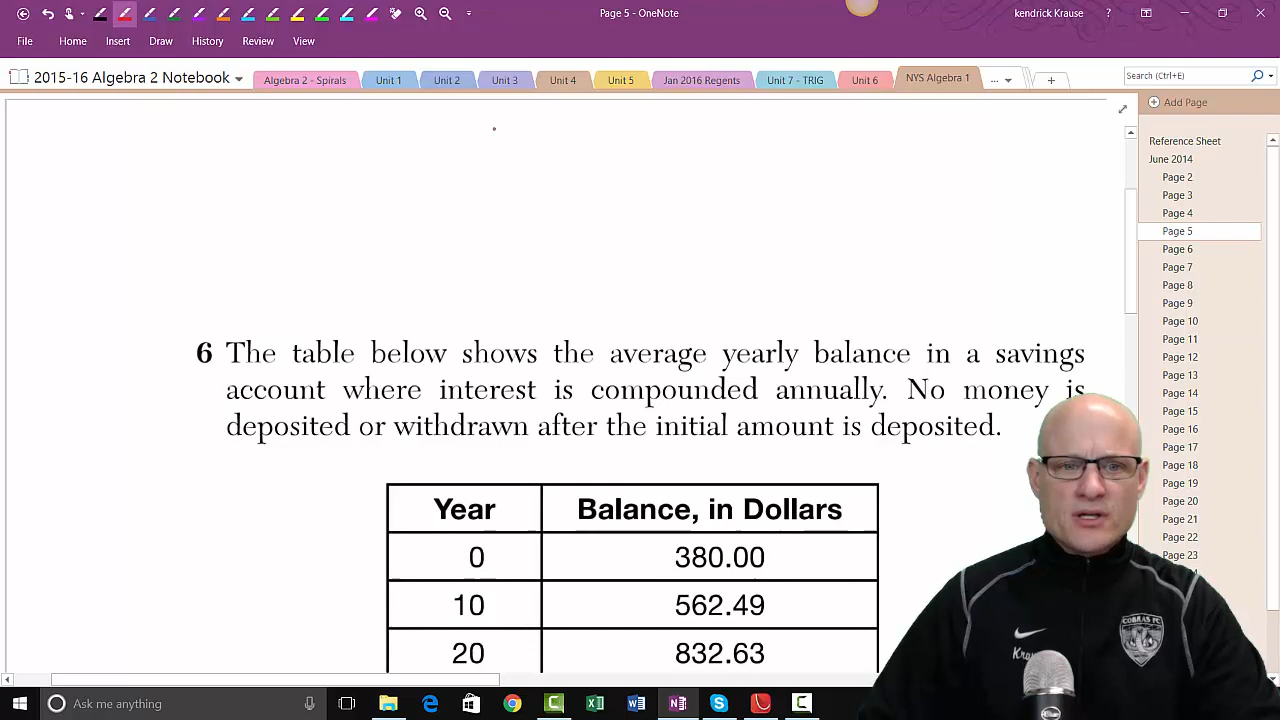 Page 5 - OneNote
kendrick Krause
?
File
Home
Insert
Draw
History
Review
View
2015-16 Algebra 2 Notebook
Algebra 2 - Spirals
Unit 1
Unit 2
Unit 3
Unit 4
Unit 5
Jan 2016 Regents
Unit 7 - TRIG
Unit 6
NYS Algebra 1
...
+
Search (Ctrl+E)
Add Page
Reference Sheet
June 2014
Page 2
Page 3
Page 4
Page 5
Page 6
Page 7
Page 8
Page 9
Page 10
Page 11
Page 12
Page 13
Page 14
Page 15
Page 16
Page 17
Page 18
Page 19
Page 20
Page 21
Page 22
Page 23
6 The table below shows the average yearly balance in a savings
account where interest is compounded annually. No money is
deposited or withdrawn after the initial amount is deposited.
Year Balance, in Dollars
0 380.00
10 562.49
20 832.63
COBRAS FC
Ask me anything